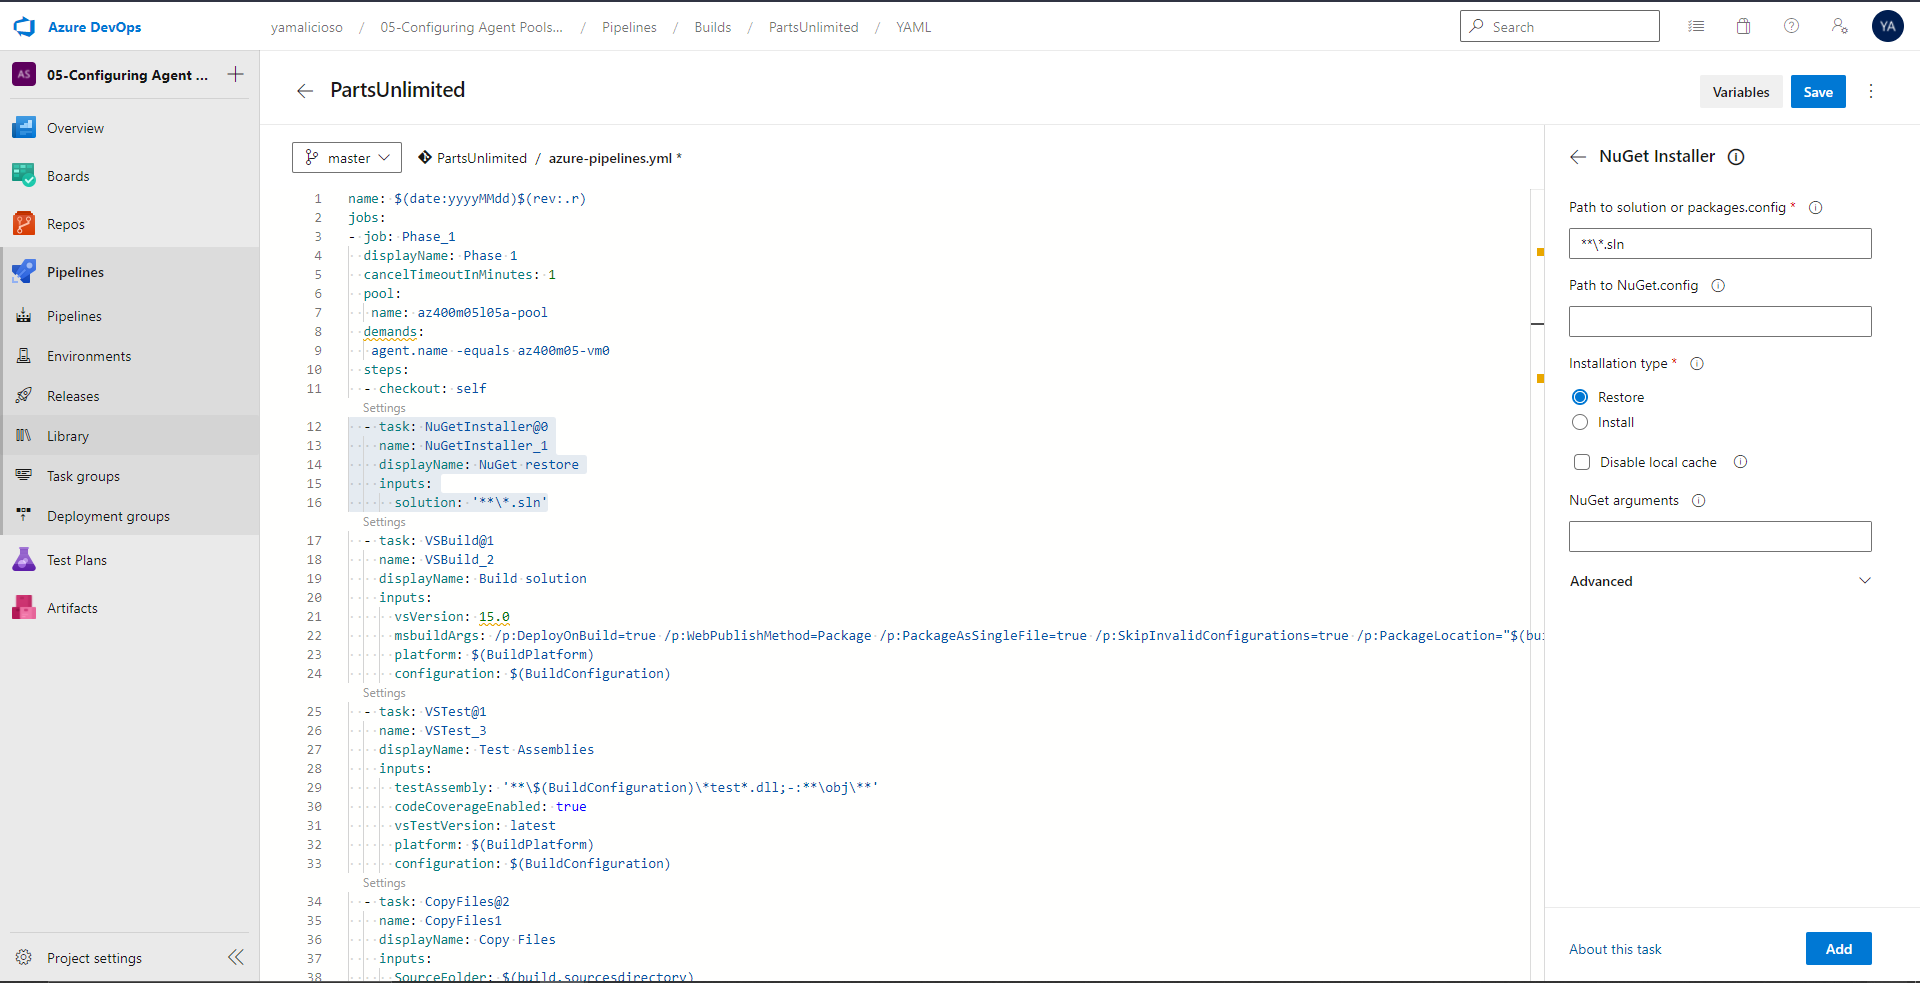 Azure DevOps
yamalicioso / 05-Configuring Agent Pools... / Pipelines / Builds / PartsUnlimited / YAML
Search
YA
AS 05-Configuring Agent ...
Overview
Boards
Repos
Pipelines
Pipelines
Environments
Releases
Library
Task groups
Deployment groups
Test Plans
Artifacts
Project settings
PartsUnlimited
Variables
Save
master
PartsUnlimited / azure-pipelines.yml *
1 name: $(date:yyyyMMdd)$(rev:.r)
2 jobs:
3 - job: Phase_1
4 displayName: Phase 1
5 cancelTimeoutInMinutes: 1
6 pool:
7 name: az400m05l05a-pool
8 demands:
9 agent.name -equals az400m05-vm0
10 steps:
11 - checkout: self
Settings
12 - task: NuGetInstaller@0
13 name: NuGetInstaller_1
14 displayName: NuGet restore
15 inputs:
16 solution: '**\*.sln'
Settings
17 - task: VSBuild@1
18 name: VSBuild_2
19 displayName: Build solution
20 inputs:
21 vsVersion: 15.0
22 msbuildArgs: /p:DeployOnBuild=true /p:WebPublishMethod=Package /p:PackageAsSingleFile=true /p:SkipInvalidConfigurations=true /p:PackageLocation="$(bu
23 platform: $(BuildPlatform)
24 configuration: $(BuildConfiguration)
Settings
25 - task: VSTest@1
26 name: VSTest_3
27 displayName: Test Assemblies
28 inputs:
29 testAssembly: '**\$(BuildConfiguration)\*test*.dll;-:**\obj\**'
30 codeCoverageEnabled: true
31 vsTestVersion: latest
32 platform: $(BuildPlatform)
33 configuration: $(BuildConfiguration)
Settings
34 - task: CopyFiles@2
35 name: CopyFiles1
36 displayName: Copy Files
37 inputs:
38 SourceFolder: $(build.sourcesdirectory)
NuGet Installer
Path to solution or packages.config *
**\*.sln
Path to NuGet.config
Installation type *
Restore
Install
Disable local cache
NuGet arguments
Advanced
About this task
Add